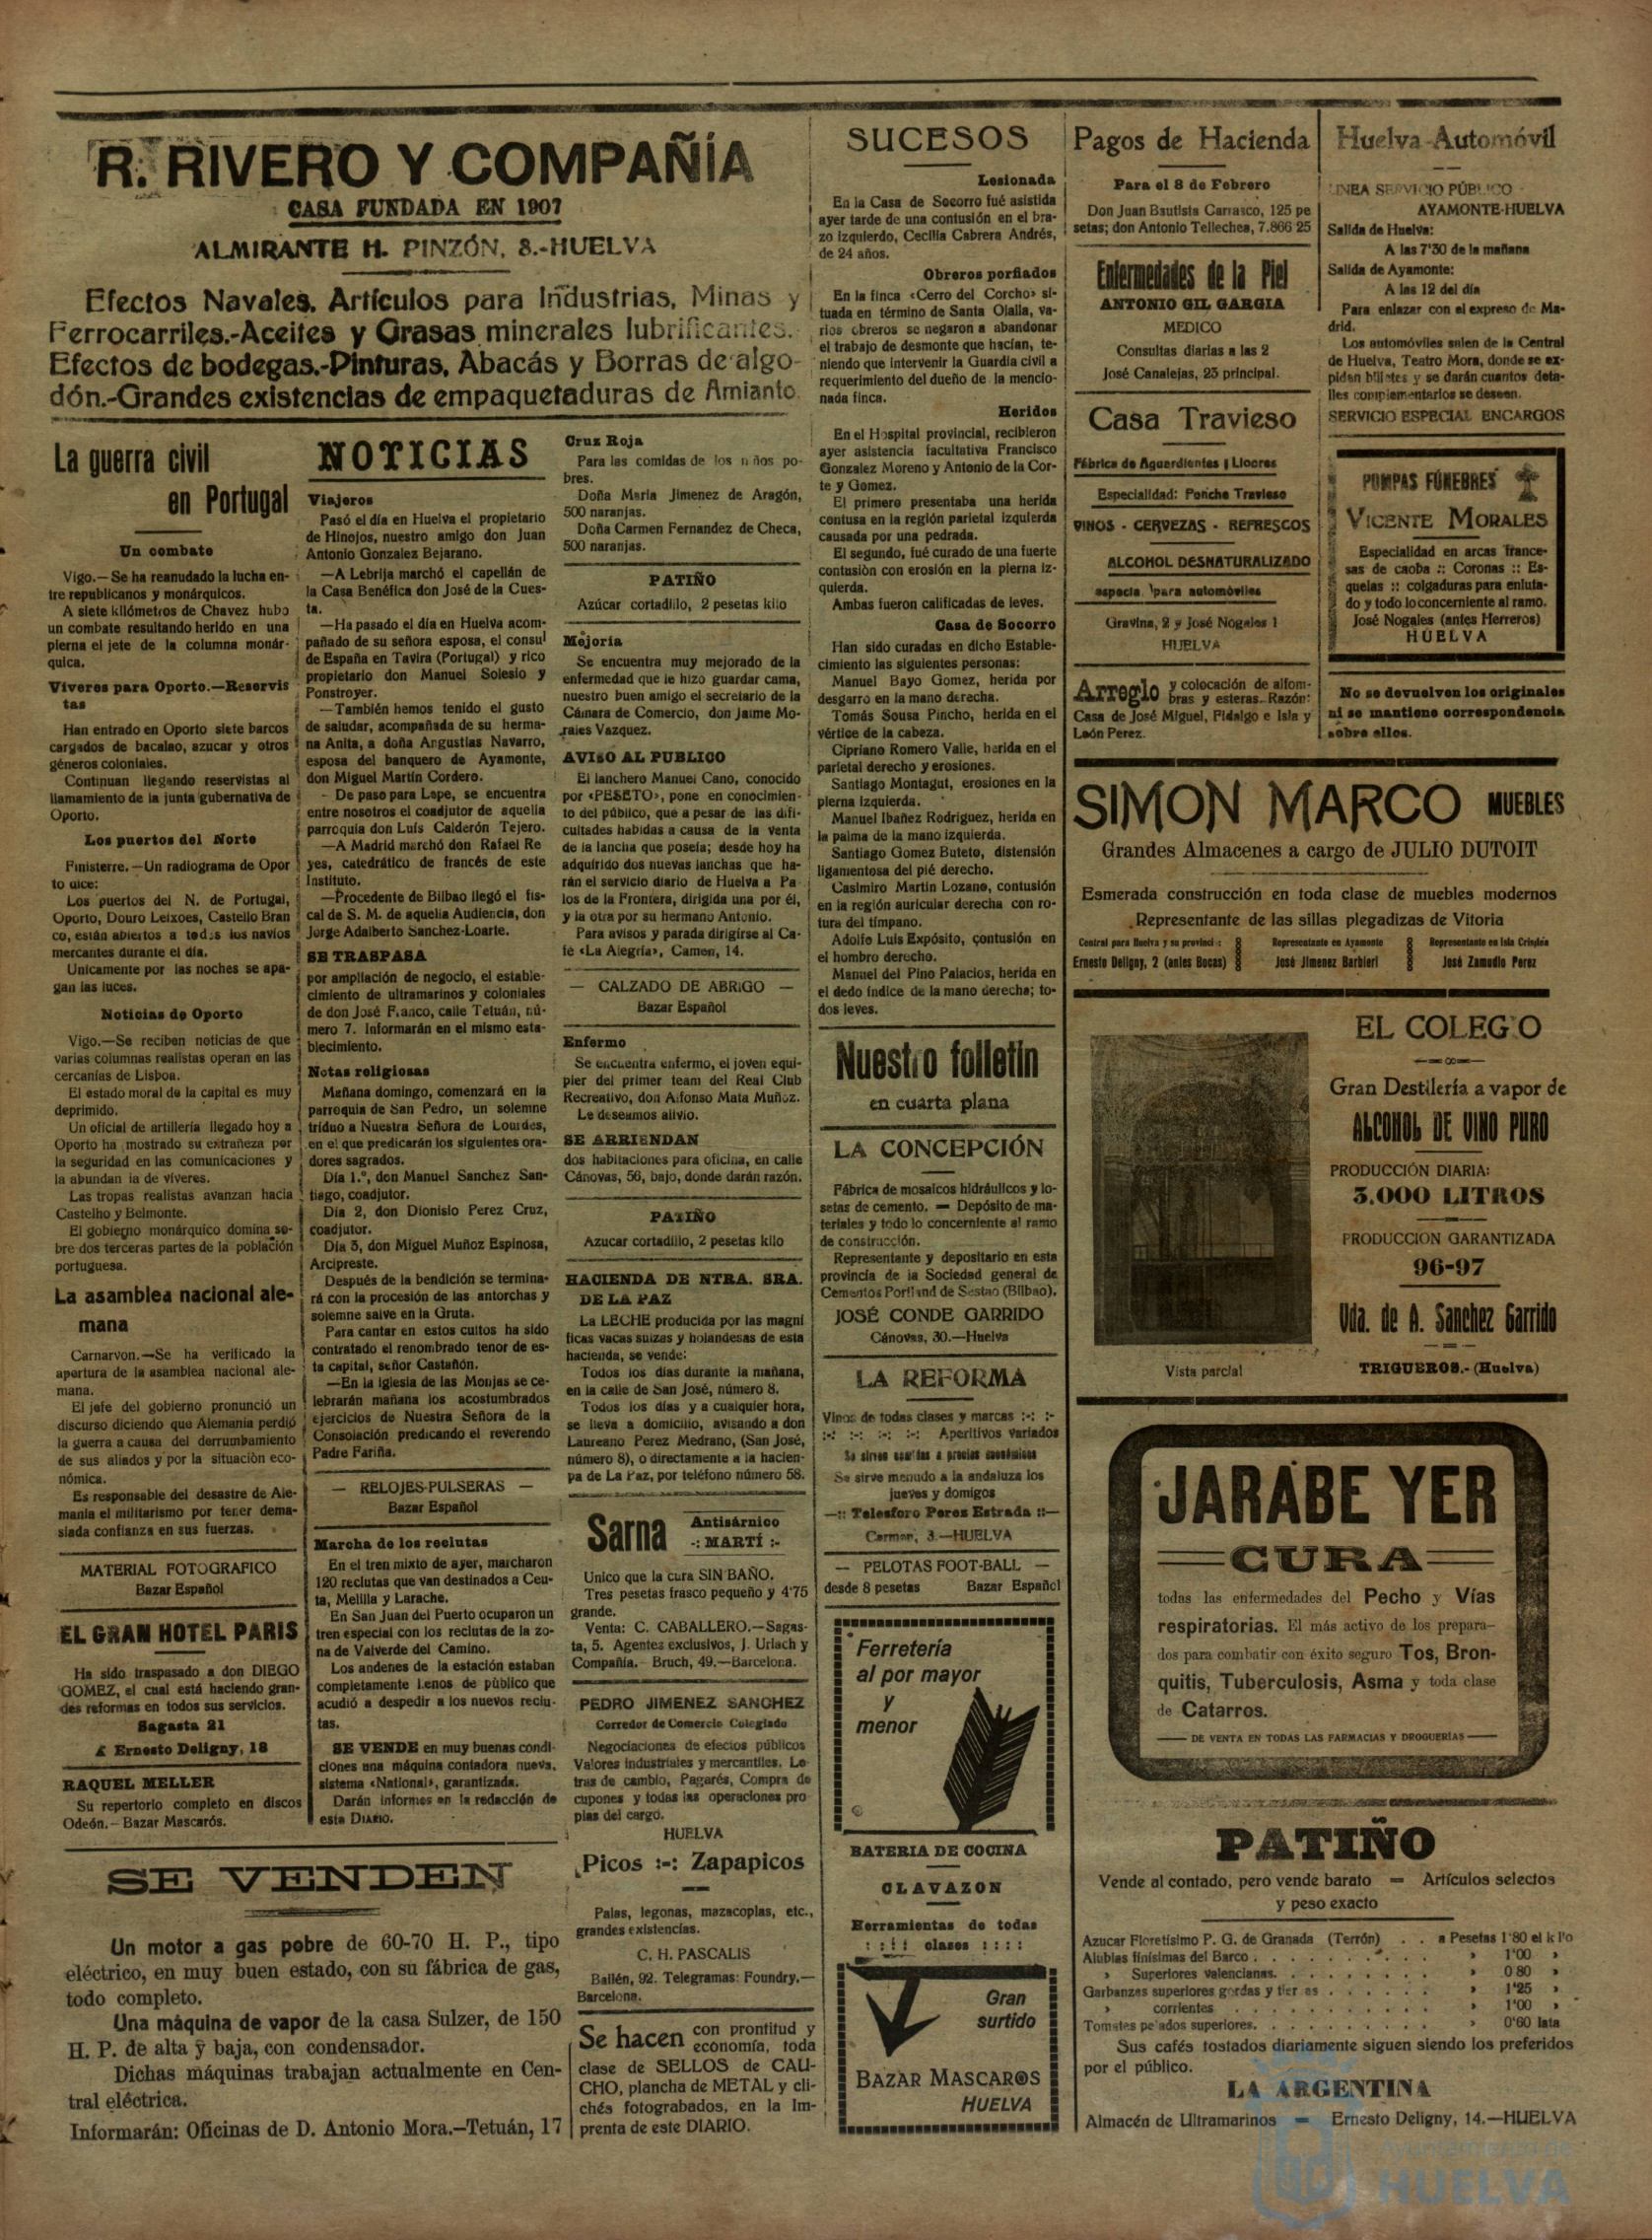 R. RIVERO Y COMPAÑÍA
CASA FUNDADA EN 1907
ALMIRANTE H. PINZÓN, 8.-HUELVA
Efectos Navales. Artículos para Industrias, Minas y
Ferrocarriles.-Aceites y Grasas minerales lubrificantes.-
Efectos de bodegas.-Pinturas, Abacás y Borras de algo-
dón.-Grandes existencias de empaquetaduras de Amianto
La guerra civil
en Portugal
Un combate
Vigo.—Se ha reanudado la lucha en-
tre republicanos y monárquicos.
A siete kilómetros de Chavez hubo
un combate resultando herido en una
pierna el jete de la columna monár-
quica.
Víveres para Oporto.—Reservis
tas
Han entrado en Oporto siete barcos
cargados de bacalao, azucar y otros
géneros coloniales.
Continuan llegando reservistas al
llamamiento de la junta gubernativa de
Oporto.
Los puertos del Norte
Finisterre.—Un radiograma de Opor
to dice:
Los puertos del N. de Portugal,
Oporto, Douro Leixoes, Castello Bran
co, están abiertos a todos los navios
mercantes durante el día.
Unicamente por las noches se apa-
gan las luces.
Noticias de Oporto
Vigo.—Se reciben noticias de que
varias columnas realistas operan en las
cercanías de Lisboa.
El estado moral de la capital es muy
deprimido.
Un oficial de artillería llegado hoy a
Oporto ha mostrado su extrañeza por
la seguridad en las comunicaciones y
la abundan ia de víveres.
Las tropas realistas avanzan hacia
Castelho y Belmonte.
El gobierno monárquico domina so-
bre dos terceras partes de la población
portuguesa.
La asamblea nacional ale-
mana
Carnarvon.—Se ha verificado la
apertura de la asamblea nacional ale-
mana.
El jefe del gobierno pronunció un
discurso diciendo que Alemania perdió
la guerra a causa del derrumbamiento
de sus aliados y por la situación eco-
nómica.
Es responsable del desastre de Ale-
mania el militarismo por tener dema-
siada confianza en sus fuerzas.
MATERIAL FOTOGRAFICO
Bazar Español
EL GRAN HOTEL PARIS
Ha sido traspasado a don DIEGO
GOMEZ, el cual está haciendo gran-
des reformas en todos sus servicios.
Sagasta 21
á Ernesto Deligny, 18
RAQUEL MELLER
Su repertorio completo en discos
Odeón.—Bazar Mascarós.
NOTICIAS
Viajeros
Pasó el día en Huelva el propietario
de Hinojos, nuestro amigo don Juan
Antonio Gonzalez Bejarano.
—A Lebrija marchó el capellán de
la Casa Benéfica don José de la Cues-
ta.
—Ha pasado el día en Huelva acom-
pañado de su señora esposa, el consul
de España en Tavira (Portugal) y rico
propietario don Manuel Solesio y
Ponstroyer.
—También hemos tenido el gusto
de saludar, acompañada de su herma-
na Anita, a doña Angustias Navarro,
esposa del banquero de Ayamonte,
don Miguel Martín Cordero.
- De paso para Lepe, se encuentra
entre nosotros el coadjutor de aquella
parroquia don Luís Calderón Tejero.
—A Madrid marchó don Rafael Re
yes, catedrático de francés de este
Instituto.
—Procedente de Bilbao llegó el fis-
cal de S. M. de aquella Audiencia, don
Jorge Adalberto Sanchez-Loarte.
SE TRASPASA
por ampliación de negocio, el estable-
cimiento de ultramarinos y coloniales
de don José Franco, calle Tetuán, nú-
mero 7. Informarán en el mismo esta-
blecimiento.
Notas religiosas
Mañana domingo, comenzará en la
parroquia de San Pedro, un solemne
triduo a Nuestra Señora de Lourdes,
en el que predicarán los siguientes ora-
dores sagrados.
Día 1.°, don Manuel Sanchez San-
tiago, coadjutor.
Día 2, don Dionisio Perez Cruz,
coadjutor.
Día 3, don Miguel Muñoz Espinosa,
Arcipreste.
Después de la bendición se termina-
rá con la procesión de las antorchas y
solemne salve en la Gruta.
Para cantar en estos cultos ha sido
contratado el renombrado tenor de es-
ta capital, señor Castañón.
—En la iglesia de las Monjas se ce-
lebrarán mañana los acostumbrados
ejercicios de Nuestra Señora de la
Consolación predicando el reverendo
Padre Fariña.
— RELOJES-PULSERAS —
Bazar Español
Marcha de los reclutas
En el tren mixto de ayer, marcharon
120 reclutas que van destinados a Ceu-
ta, Melilla y Larache.
En San Juan del Puerto ocuparon un
tren especial con los reclutas de la zo-
na de Valverde del Camino.
Los andenes de la estación estaban
completamente llenos de público que
acudió a despedir a los nuevos reclu-
tas.
SE VENDE en muy buenas condi-
ciones una máquina contadora nueva,
sistema «National», garantizada.
Darán informes en la redacción de
este DIARIO.
SE VENDEN
Un motor a gas pobre de 60-70 H. P., tipo
eléctrico, en muy buen estado, con su fábrica de gas,
todo completo.
Una máquina de vapor de la casa Sulzer, de 150
H. P. de alta y baja, con condensador.
Dichas máquinas trabajan actualmente en Cen-
tral eléctrica.
Informarán: Oficinas de D. Antonio Mora.—Tetuán, 17
Cruz Roja
Para las comidas de los niños po-
bres.
Doña Maria Jimenez de Aragón,
500 naranjas.
Doña Carmen Fernandez de Checa,
500 naranjas.
PATIÑO
Azúcar cortadillo, 2 pesetas kilo
Mejoría
Se encuentra muy mejorado de la
enfermedad que le hizo guardar cama,
nuestro buen amigo el secretario de la
Cámara de Comercio, don Jaime Mo-
rales Vazquez.
AVISO AL PUBLICO
El lanchero Manuel Cano, conocido
por «PESETO», pone en conocimien-
to del público, que a pesar de las difi-
cultades habidas a causa de la venta
de la lancha que poseía; desde hoy ha
adquirido dos nuevas lanchas que ha-
rán el servicio diario de Huelva a Pa
los de la Frontera, dirigida una por él,
y la otra por su hermano Antonio.
Para avisos y parada dirigirse al Ca-
fé «La Alegría», Camen, 14.
— CALZADO DE ABRIGO —
Bazar Español
Enfermo
Se encuentra enfermo, el joven equi-
pier del primer team del Real Club
Recreativo, don Alfonso Mata Muñoz.
Le deseamos alivio.
SE ARRIENDAN
dos habitaciones para oficina, en calle
Cánovas, 56, bajo, donde darán razón.
PATIÑO
Azucar cortadillo, 2 pesetas kilo
HACIENDA DE NTRA. SRA.
DE LA PAZ
La LECHE producida por las magni
ficas vacas suizas y holandesas de esta
hacienda, se vende:
Todos los días durante la mañana,
en la calle de San José, número 8.
Todos los días y a cualquier hora,
se lleva a domicilio, avisando a don
Laureano Perez Medrano, (San José,
número 8), o directamente a la hacien-
pa de La Paz, por teléfono número 58.
Sarna
Antisárnico
-: MARTÍ :-
Unico que la cura SIN BAÑO.
Tres pesetas frasco pequeño y 4'75
grande.
Venta: C. CABALLERO.—Sagas-
ta, 5. Agentes exclusivos, J. Uriach y
Compañía.- Bruch, 49.—Barcelona.
PEDRO JIMENEZ SANCHEZ
Corredor de Comercio Colegiado
Negociaciones de efectos públicos
Valores industriales y mercantiles. Le
tras de cambio, Pagarés, Compra de
cupones y todas las operaciones pro
pias del cargo.
HUELVA
Picos :-: Zapapicos
Palas, legonas, mazacoplas, etc.,
grandes existencias.
C. H. PASCALIS
Bailén, 92. Telegramas: Foundry.—
Barcelona.
Se hacen con prontitud y
economía, toda
clase de SELLOS de CAU-
CHO, plancha de METAL y cli-
chés fotograbados, en la Im-
prenta de este DIARIO.
SUCESOS
Lesionada
En la Casa de Socorro fué asistida
ayer tarde de una contusión en el bra-
zo izquierdo, Cecilia Cabrera Andrés,
de 24 años.
Obreros porfiados
En la finca «Cerro del Corcho» si-
tuada en término de Santa Olalla, va-
rios obreros se negaron a abandonar
el trabajo de desmonte que hacían, te-
niendo que intervenir la Guardia civil a
requerimiento del dueño de la mencio-
nada finca.
Heridos
En el Hospital provincial, recibieron
ayer asistencia facultativa Francisco
Gonzalez Moreno y Antonio de la Cor-
te y Gomez.
El primero presentaba una herida
contusa en la región parietal izquierda
causada por una pedrada.
El segundo, fué curado de una fuerte
contusión con erosión en la pierna iz-
quierda.
Ambas fueron calificadas de leves.
Casa de Socorro
Han sido curadas en dicho Estable-
cimiento las siguientes personas:
Manuel Bayo Gomez, herida por
desgarro en la mano derecha.
Tomás Sousa Pincho, herida en el
vértice de la cabeza.
Cipriano Romero Valle, herida en el
parietal derecho y erosiones.
Santiago Montagut, erosiones en la
pierna izquierda.
Manuel Ibañez Rodriguez, herida en
la palma de la mano izquierda.
Santiago Gomez Buteto, distensión
ligamentosa del pié derecho.
Casimiro Martin Lozano, contusión
en la región auricular derecha con ro-
tura del tímpano.
Adolfo Luis Expósito, contusión en
el hombro derecho.
Manuel del Pino Palacios, herida en
el dedo índice de la mano derecha; to-
dos leves.
Nuestro folletin
en cuarta plana
LA CONCEPCIÓN
Fábrica de mosaicos hidráulicos y lo-
setas de cemento. — Depósito de ma-
teriales y todo lo concerniente al ramo
de construcción.
Representante y depositario en esta
provincia de la Sociedad general de
Cementos Portland de Sestao (Bilbao).
JOSÉ CONDE GARRIDO
Cánovas, 30.—Huelva
LA REFORMA
Vinos de todas clases y marcas :-: :-
:-: :-: :-: :-: Aperitivos variados
Se sirven comidas a precios económicos
Se sirve menudo a la andaluza los
jueves y domigos
—:: Telesforo Perez Estrada ::—
Carmen, 3.—HUELVA
— PELOTAS FOOT-BALL —
desde 8 pesetas Bazar Español
Ferretería
al por mayor
y
menor
BATERIA DE COCINA
CLAVAZON
Herramientas de todas
: : : : clases : : : :
Gran
surtido
BAZAR MASCAROS
HUELVA
Pagos de Hacienda
Para el 8 de Febrero
Don Juan Bautista Carrasco, 125 pe
setas; don Antonio Tellechea, 7.866 25
Enfermedades de la Piel
ANTONIO GIL GARGIA
MEDICO
Consultas diarias a las 2
José Canalejas, 23 principal.
Casa Travieso
Fábrica de Aguardientes y Licores
Especialidad: Ponche Travieso
VINOS - CERVEZAS - REFRESCOS
ALCOHOL DESNATURALIZADO
especia para automóviles
Gravina, 2 y José Nogales 1
HUELVA
Arreglo y colocación de alfom-
bras y esteras. Razón:
Casa de José Miguel, Fidalgo e Isla y
León Perez.
Huelva-Automóvil
LINEA SERVICIO PÚBLICO
AYAMONTE-HUELVA
Salida de Huelva:
A las 7'30 de la mañana
Salida de Ayamonte:
A las 12 del día
Para enlazar con el expreso de Ma-
drid.
Los automóviles salen de la Central
de Huelva, Teatro Mora, donde se ex-
piden billetes y se darán cuantos deta-
lles complementarios se deseen.
SERVICIO ESPECIAL ENCARGOS
POMPAS FÚNEBRES
VICENTE MORALES
Especialidad en arcas france-
sas de caoba :: Coronas :: Es-
quelas :: colgaduras para enluta-
do y todo lo concerniente al ramo.
José Nogales (antes Herreros)
HUELVA
No se devuelven los originales
ni se mantiene correspondencia
sobre ellos.
SIMON MARCO MUEBLES
Grandes Almacenes a cargo de JULIO DUTOIT
Esmerada construcción en toda clase de muebles modernos
Representante de las sillas plegadizas de Vitoria
Central para Huelva y su provincia:
Ernesto Deligny, 2 (antes Bocas)
Representante en Ayamonte
José Jimenez Barbieri
Representante en Isla Cristina
José Zamudio Perez
Vista parcial
EL COLEGIO
Gran Destilería a vapor de
ALCOHOL DE VINO PURO
PRODUCCIÓN DIARIA:
3.000 LITROS
PRODUCCION GARANTIZADA
96-97
Vda. de A. Sanchez Garrido
TRIGUEROS.- (Huelva)
JARABE YER
CURA
todas las enfermedades del Pecho y Vías
respiratorias. El más activo de los prepara-
dos para combatir con éxito seguro Tos, Bron-
quitis, Tuberculosis, Asma y toda clase
de Catarros.
DE VENTA EN TODAS LAS FARMACIAS Y DROGUERÍAS
PATIÑO
Vende al contado, pero vende barato — Artículos selectos
y peso exacto
Azucar Floretisimo P. G. de Granada (Terrón) . . a Pesetas 1'80 el k l'o
Alubias finísimas del Barco . . . » 1'00 »
» Superiores valencianas. . . . » 0 80 »
Garbanzos superiores gordas y tier as . . . » 1'25 »
» corrientes . . . » 1'00 »
Tomates pelados superiores. . . . » 0'60 lata
Sus cafés tostados diariamente siguen siendo los preferidos
por el público.
LA ARGENTINA
Almacén de Ultramarinos — Ernesto Deligny, 14.—HUELVA
Ayuntamiento de
HUELVA